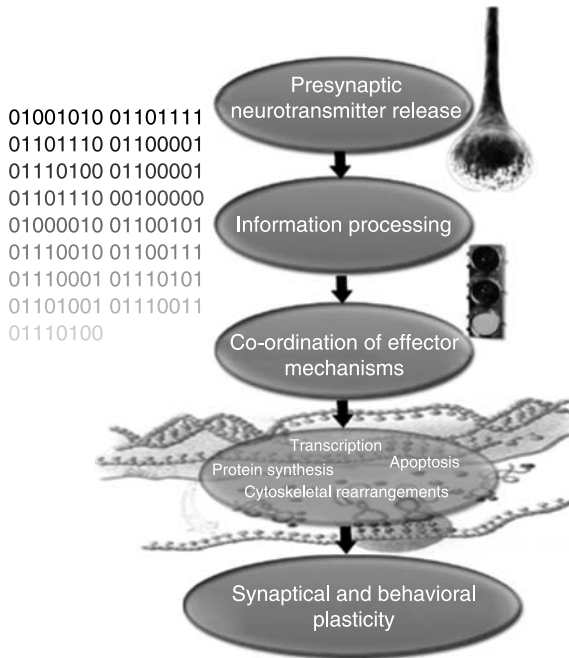 Presynaptic
neurotransmitter release
01001010 01101111
01101110 01100001
01110100 01100001
01101110 00100000
01000010 01100101
01110010 01100111
01110001 01110101
01101001 01110011
01110100
Information processing
Co-ordination of effector
mechanisms
Transcription
Protein synthesis
Apoptosis
Cytoskeletal rearrangements
Synaptical and behavioral
plasticity